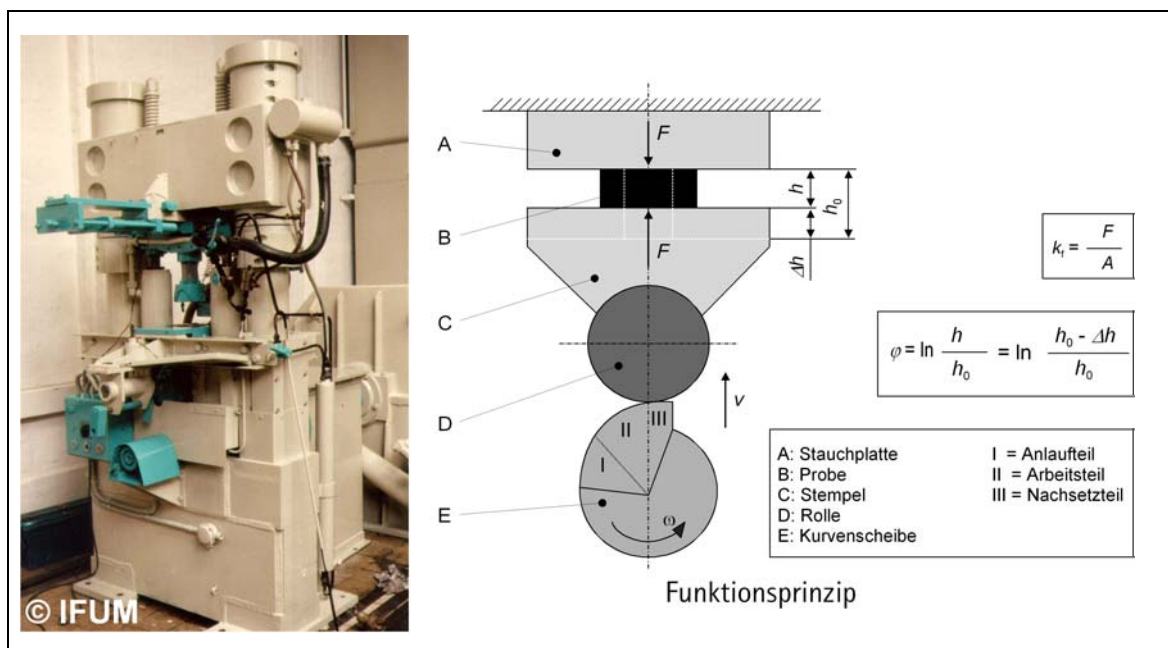 © IFUM
A
B
C
D
E
F
F
h
h₀
Δh
v
I
II
III
ω
k_f = F / A
φ = ln h / h₀ = ln h₀ - Δh / h₀
A: Stauchplatte
B: Probe
C: Stempel
D: Rolle
E: Kurvenscheibe
I = Anlaufteil
II = Arbeitsteil
III = Nachsetzteil
Funktionsprinzip